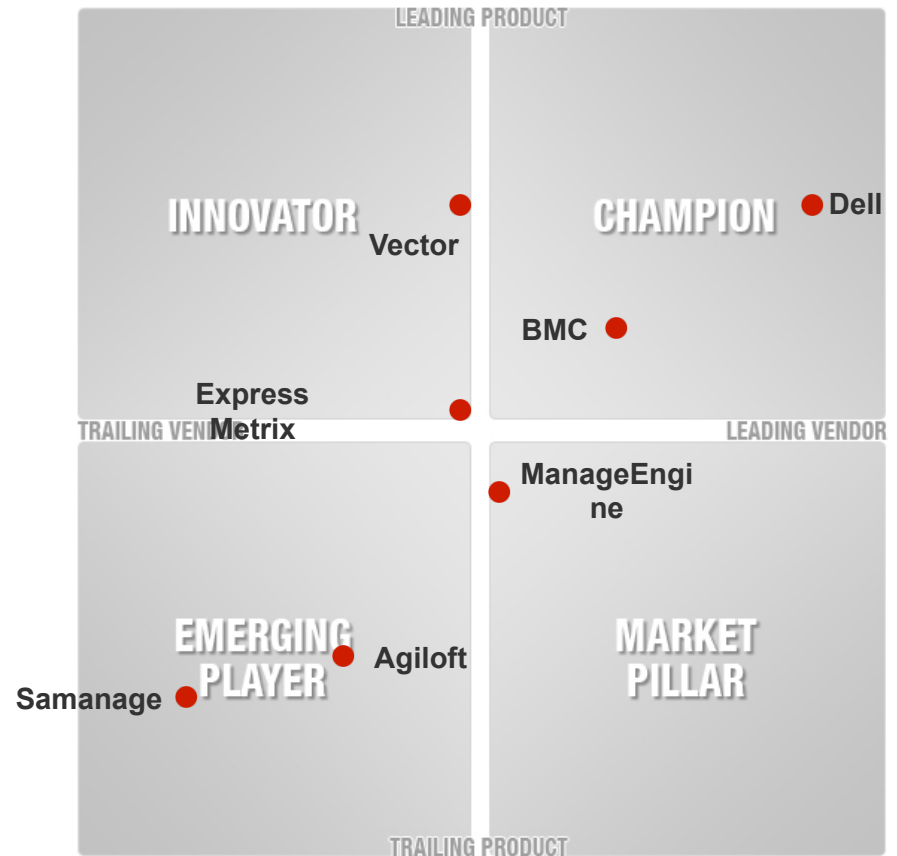 LEADING PRODUCT
INNOVATOR
CHAMPION
Dell
Vector
BMC
Express
Metrix
TRAILING VENDOR
LEADING VENDOR
ManageEngi
ne
EMERGING
PLAYER
Agiloft
Samanage
MARKET
PILLAR
TRAILING PRODUCT